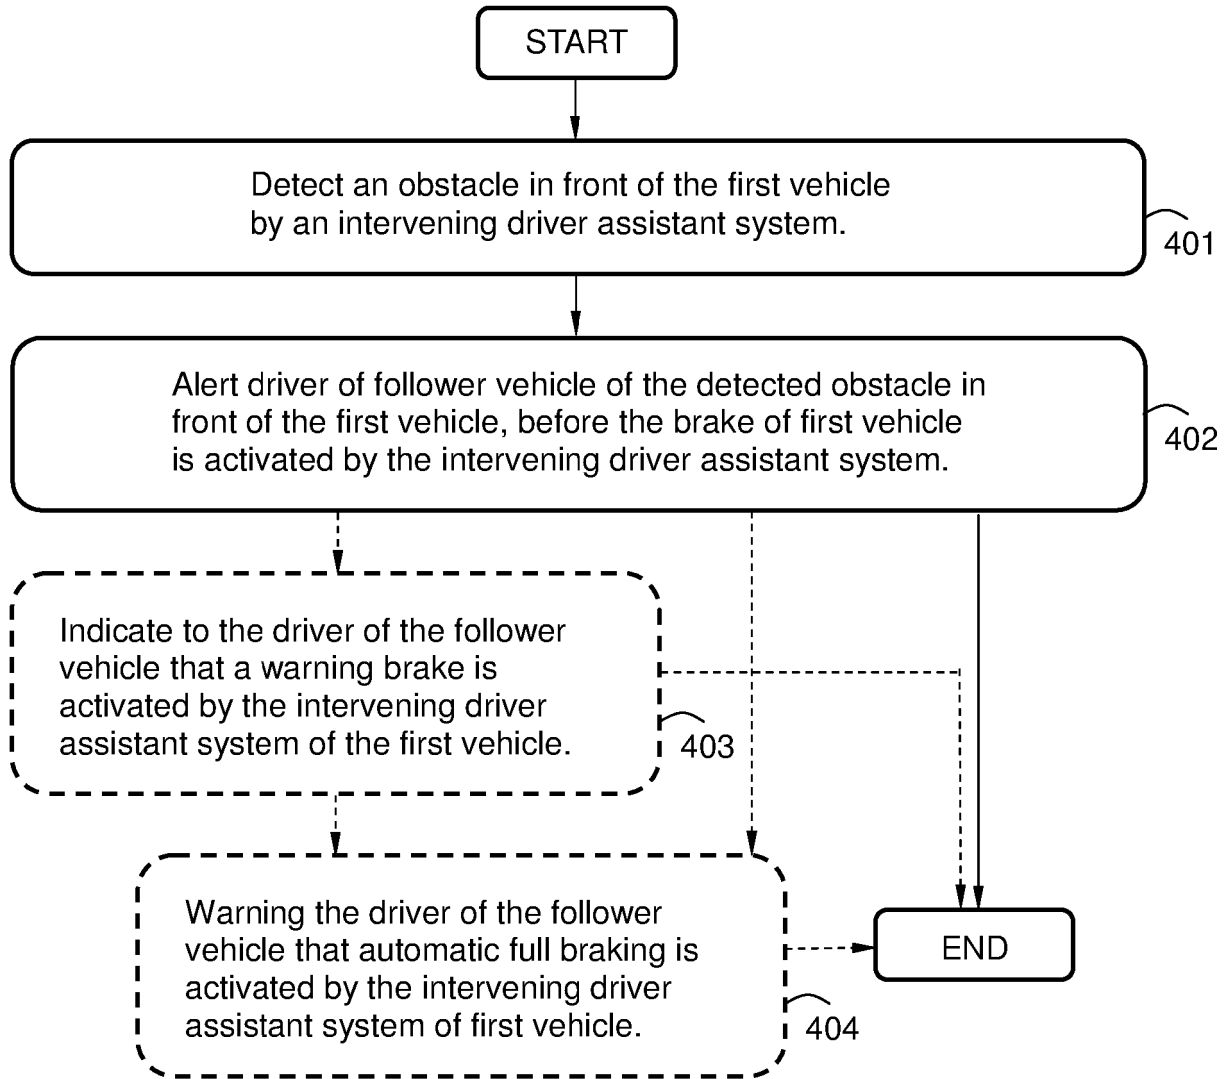 START
Detect an obstacle in front of the first vehicle
by an intervening driver assistant system.
401
Alert driver of follower vehicle of the detected obstacle in
front of the first vehicle, before the brake of first vehicle
is activated by the intervening driver assistant system.
402
Indicate to the driver of the follower
vehicle that a warning brake is
activated by the intervening driver
assistant system of the first vehicle.
403
Warning the driver of the follower
vehicle that automatic full braking is
activated by the intervening driver
assistant system of first vehicle.
404
END